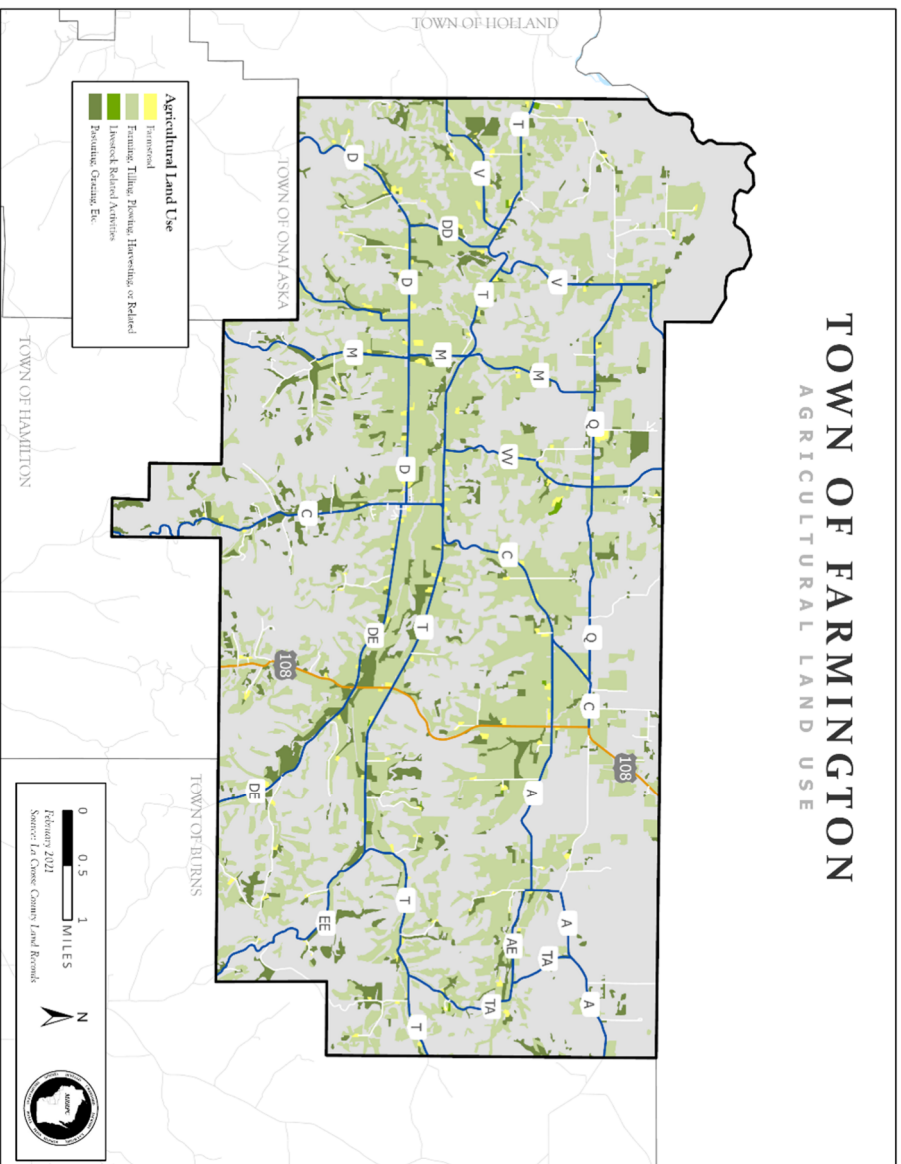 TOWN OF FARMINGTON
AGRICULTURAL LAND USE
TOWN OF HOLLAND
108
Q
C
Q
A
TA
A
V
M
VV
C
A
AE
TA
T
V
DD
T
M
T
T
T
D
D
M
D
DE
C
108
DE
EE
TOWN OF ONALASKA
TOWN OF BURNS
TOWN OF HAMILTON
Agricultural Land Use
Farmstead
Farming, Tilling, Plowing, Harvesting, or Related
Livestock Related Activities
Pasturing, Grazing, Etc.
0 0.5 1 MILES
February 2021
Source: La Crosse County Land Records
N